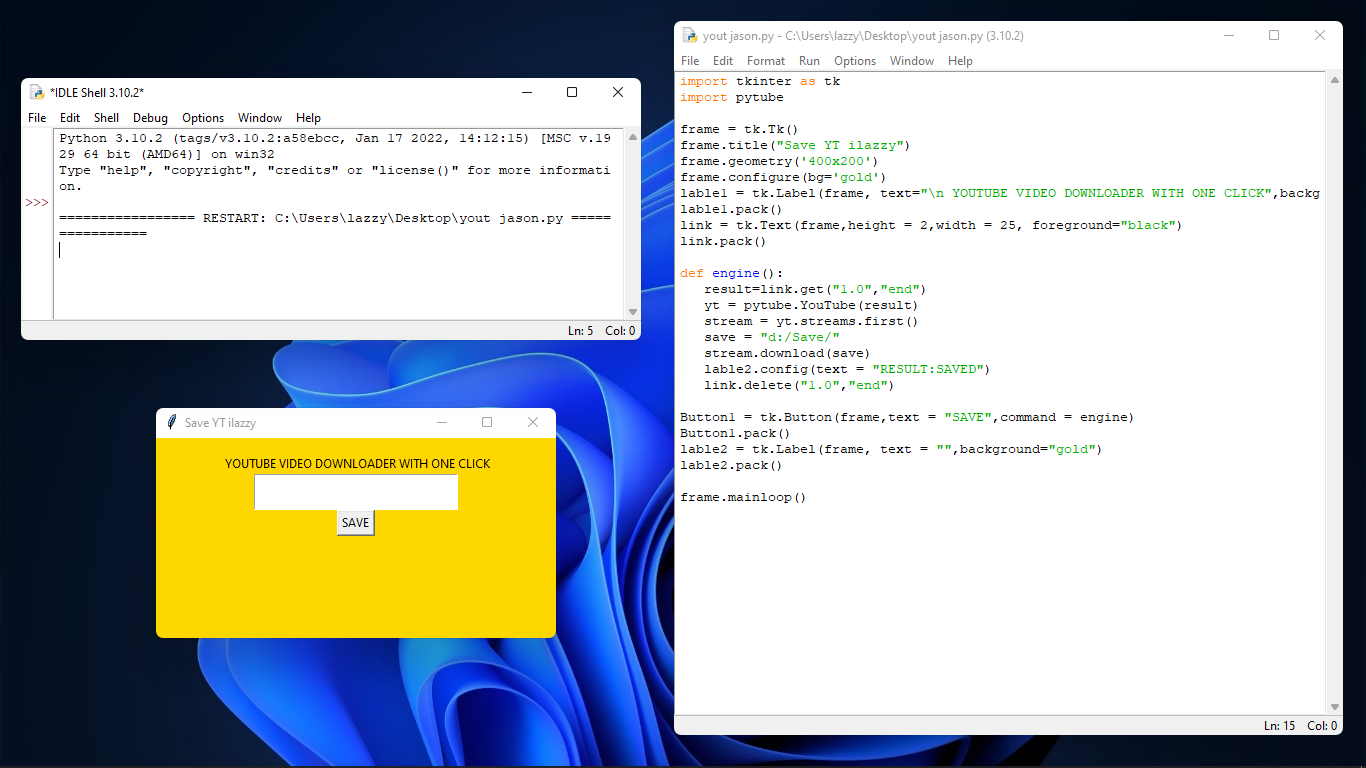 *IDLE Shell 3.10.2*
File Edit Shell Debug Options Window Help
Python 3.10.2 (tags/v3.10.2:a58ebcc, Jan 17 2022, 14:12:15) [MSC v.19
29 64 bit (AMD64)] on win32
Type "help", "copyright", "credits" or "license()" for more informati
on.
>>>
================= RESTART: C:\Users\lazzy\Desktop\yout jason.py =====
===========
Ln: 5 Col: 0
Save YT ilazzy
YOUTUBE VIDEO DOWNLOADER WITH ONE CLICK
SAVE
yout jason.py - C:\Users\lazzy\Desktop\yout jason.py (3.10.2)
File Edit Format Run Options Window Help
import tkinter as tk
import pytube
frame = tk.Tk()
frame.title("Save YT ilazzy")
frame.geometry('400x200')
frame.configure(bg='gold')
lable1 = tk.Label(frame, text="\n YOUTUBE VIDEO DOWNLOADER WITH ONE CLICK",backg
lable1.pack()
link = tk.Text(frame,height = 2,width = 25, foreground="black")
link.pack()
def engine():
   result=link.get("1.0","end")
   yt = pytube.YouTube(result)
   stream = yt.streams.first()
   save = "d:/Save/"
   stream.download(save)
   lable2.config(text = "RESULT:SAVED")
   link.delete("1.0","end")
Button1 = tk.Button(frame,text = "SAVE",command = engine)
Button1.pack()
lable2 = tk.Label(frame, text = "",background="gold")
lable2.pack()
frame.mainloop()
Ln: 15 Col: 0